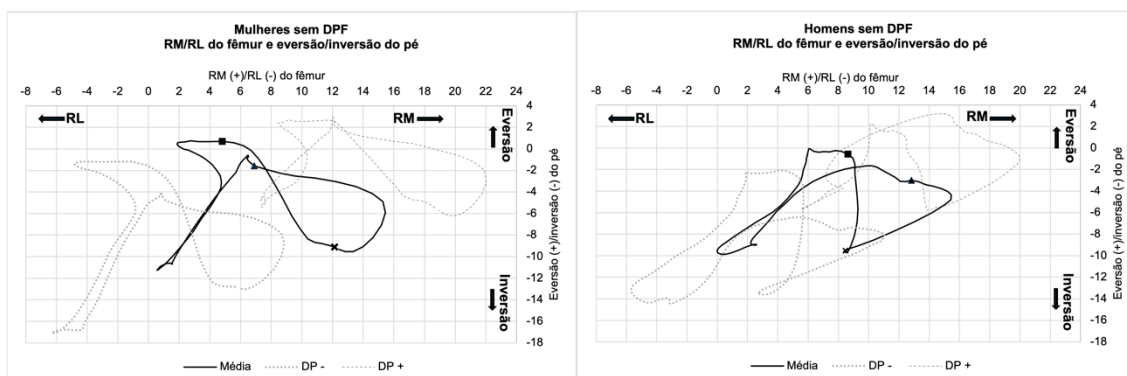 Mulheres sem DPF
RM/RL do fêmur e eversão/inversão do pé
RM (+)/RL (-) do fêmur
-8 -6 -4 -2 0 2 4 6 8 10 12 14 16 18 20 22 24
4
2
0
-2
-4
-6
-8
-10
-12
-14
-16
-18
RL
RM
Eversão
Inversão
Eversão (+)/inversão (-) do pé
Média DP - DP +
Homens sem DPF
RM/RL do fêmur e eversão/inversão do pé
RM (+)/RL (-) do fêmur
-8 -6 -4 -2 0 2 4 6 8 10 12 14 16 18 20 22 24
4
2
0
-2
-4
-6
-8
-10
-12
-14
-16
-18
RL
RM
Eversão
Inversão
Eversão (+)/inversão (-) do pé
Média DP - DP +